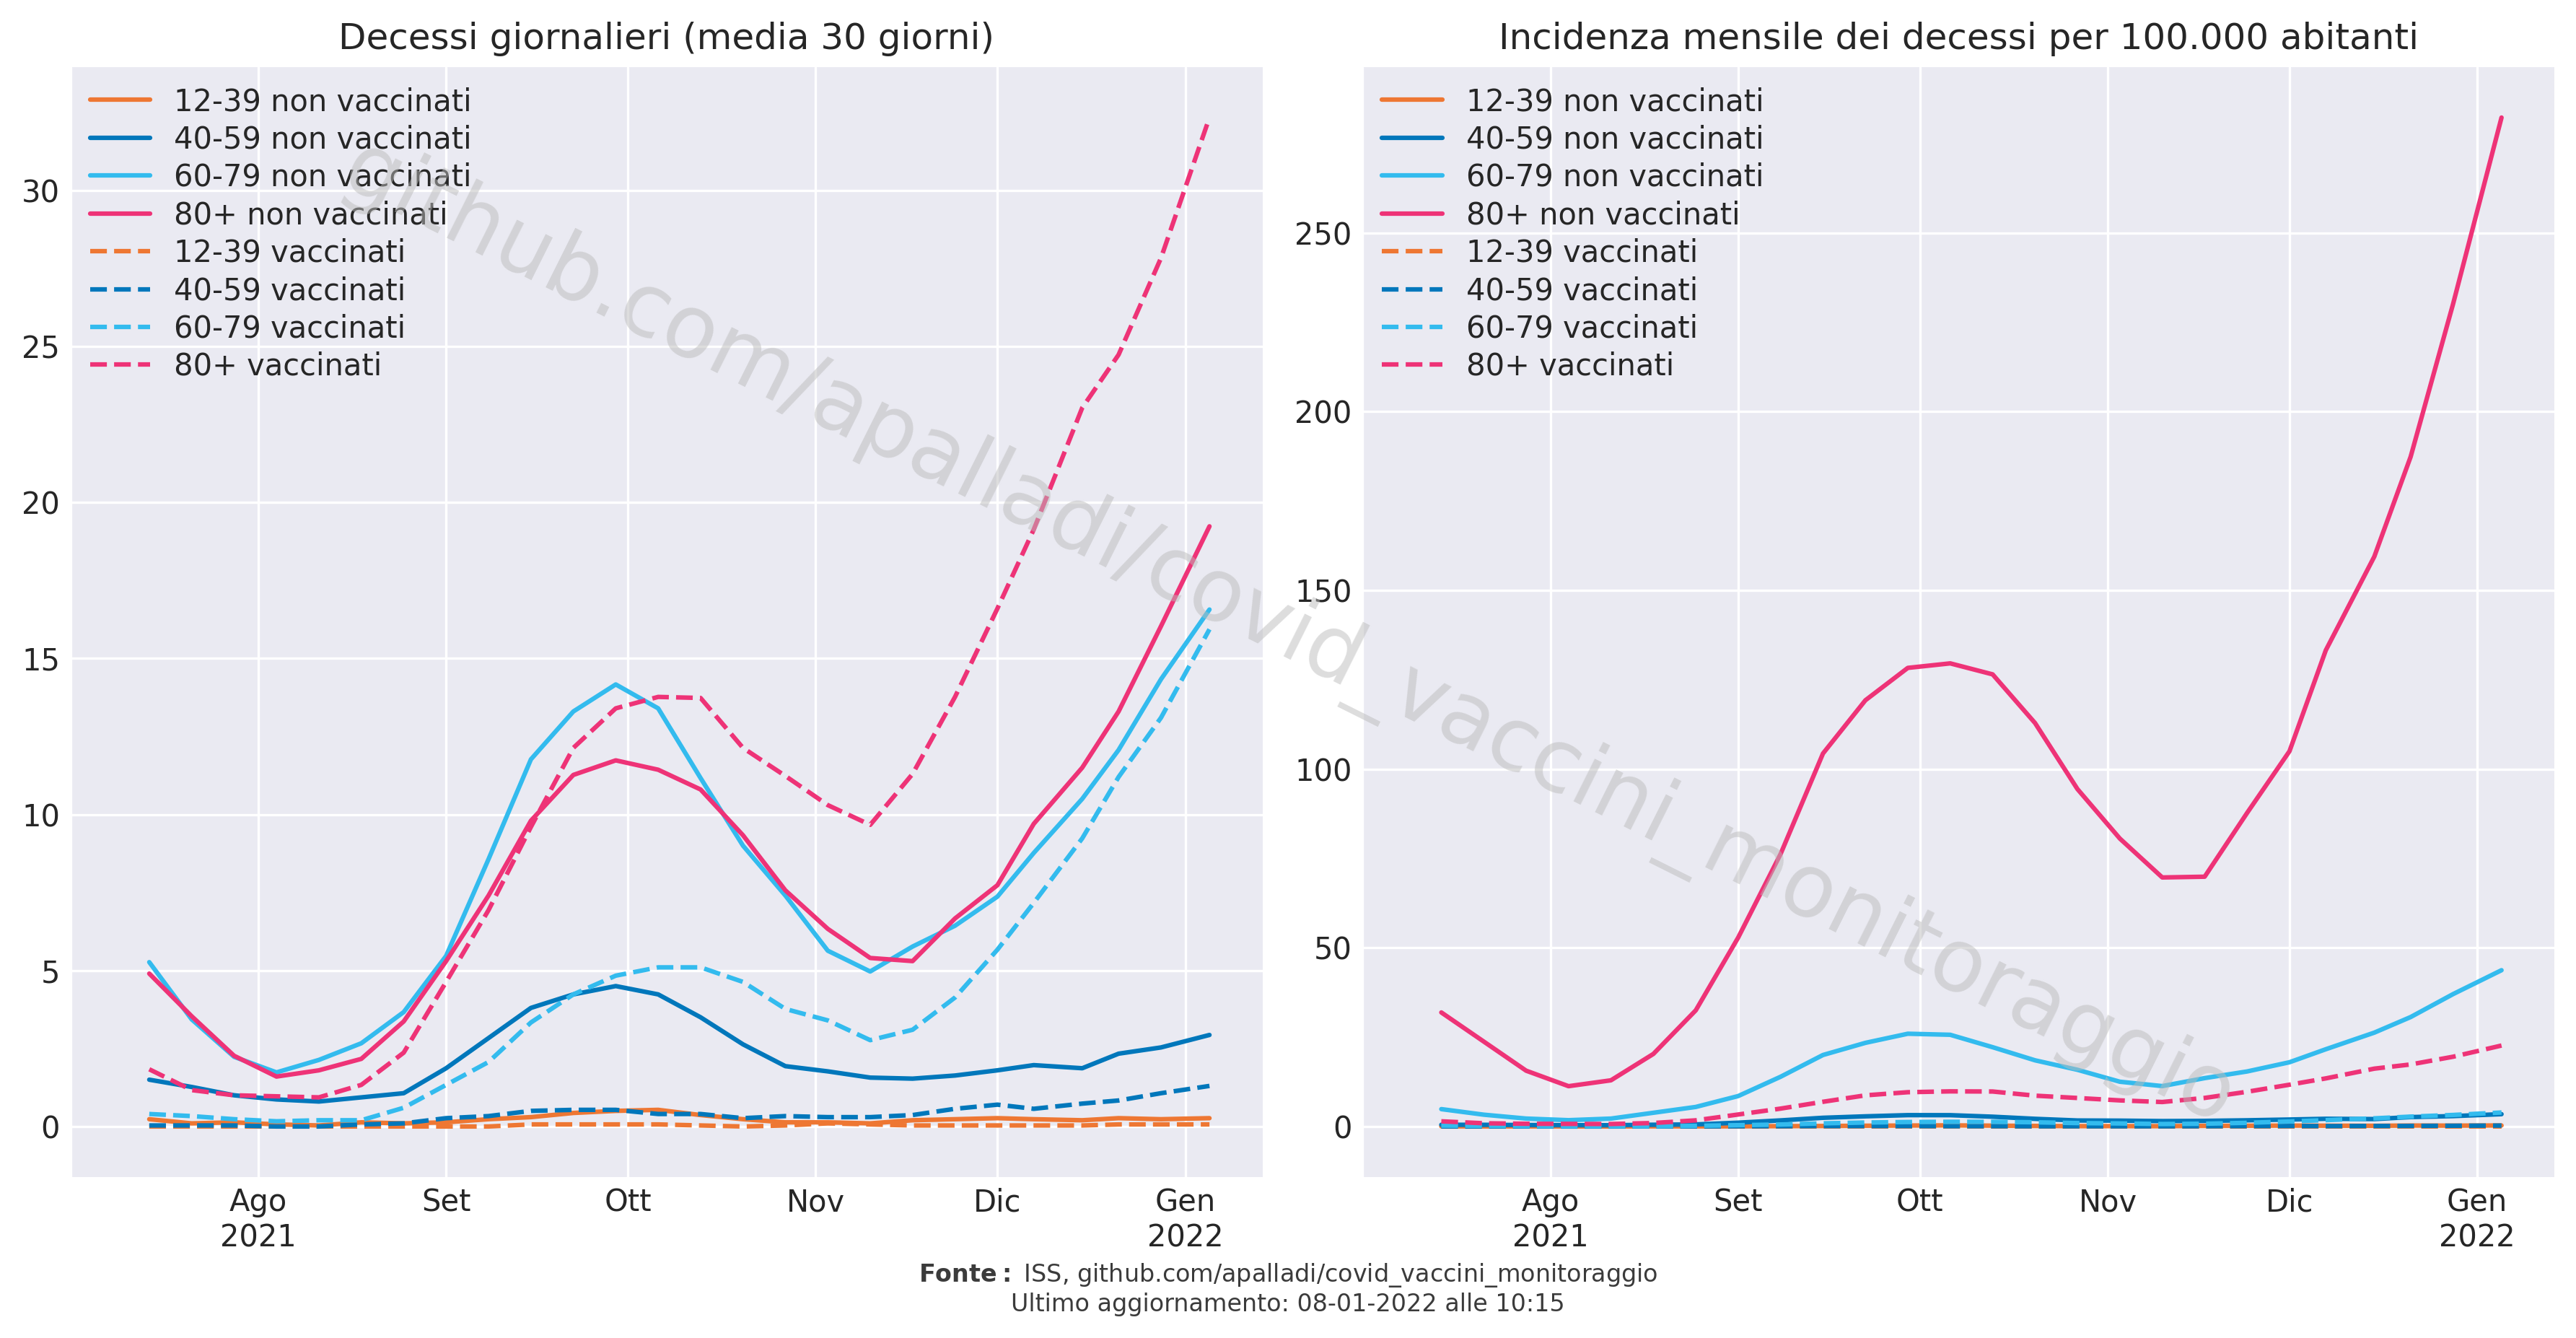 Decessi giornalieri (media 30 giorni)
12-39 non vaccinati
40-59 non vaccinati
60-79 non vaccinati
80+ non vaccinati
12-39 vaccinati
40-59 vaccinati
60-79 vaccinati
80+ vaccinati
30
25
20
15
10
5
0
Ago
2021
Set
Ott
Nov
Dic
Gen
2022
Incidenza mensile dei decessi per 100.000 abitanti
12-39 non vaccinati
40-59 non vaccinati
60-79 non vaccinati
80+ non vaccinati
12-39 vaccinati
40-59 vaccinati
60-79 vaccinati
80+ vaccinati
250
200
150
100
50
0
Ago
2021
Set
Ott
Nov
Dic
Gen
2022
github.com/apalladi/covid_vaccini_monitoraggio
Fonte: ISS, github.com/apalladi/covid_vaccini_monitoraggio
Ultimo aggiornamento: 08-01-2022 alle 10:15